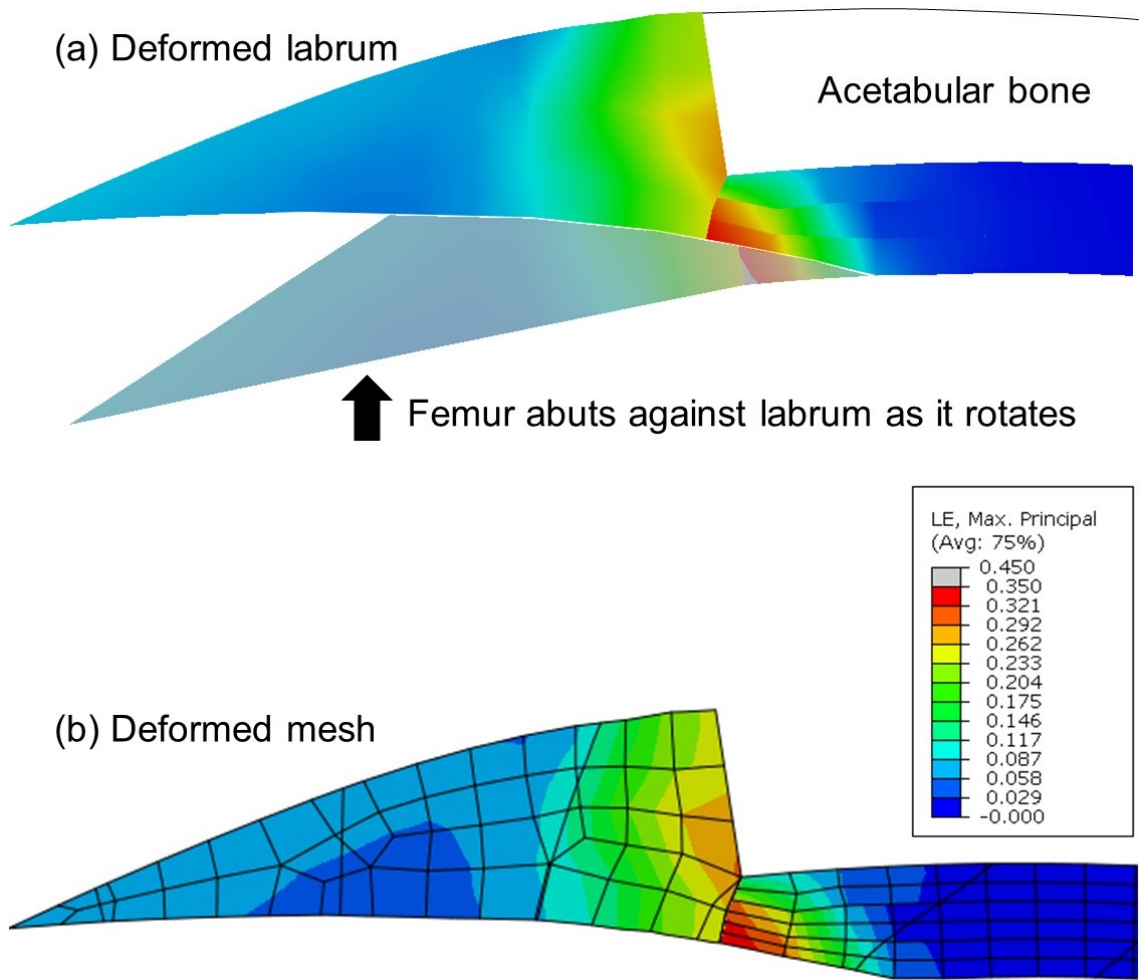 (a) Deformed labrum
Acetabular bone
Femur abuts against labrum as it rotates
LE, Max. Principal
(Avg: 75%)
0.450
0.350
0.321
0.292
0.262
0.233
0.204
0.175
0.146
0.117
0.087
0.058
0.029
-0.000
(b) Deformed mesh